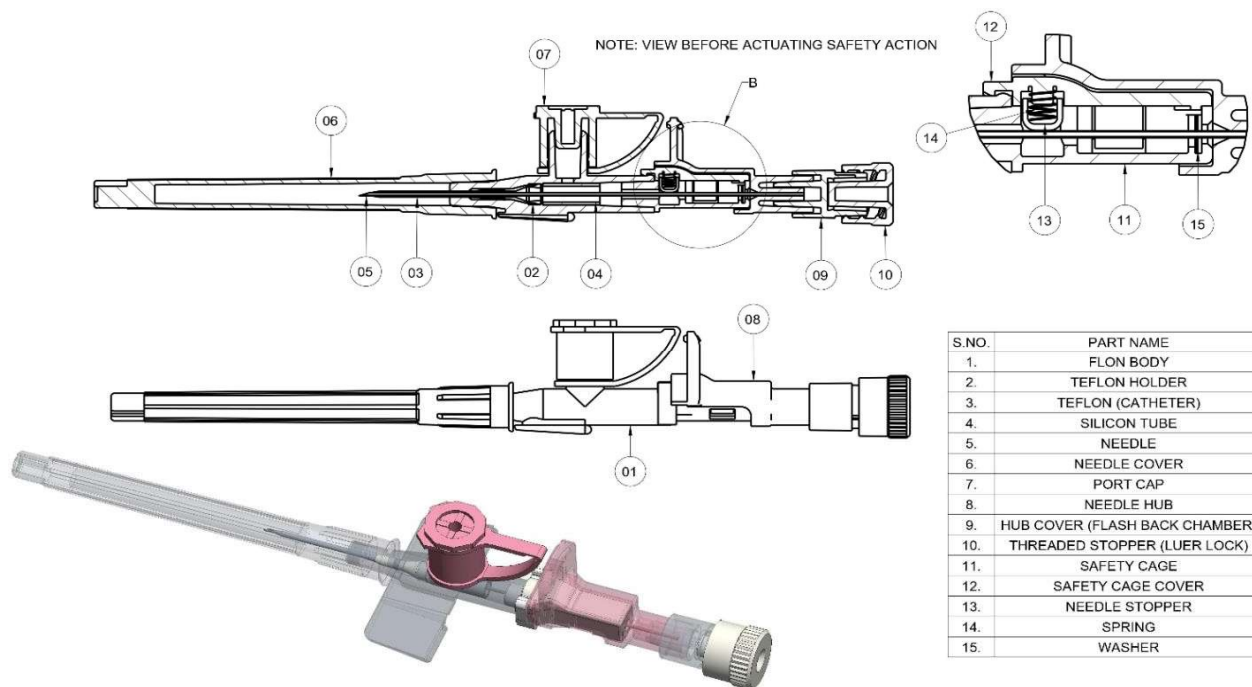 NOTE: VIEW BEFORE ACTUATING SAFETY ACTION
12
07
B
06
14
05
03
02
04
09
10
13
11
15
08
01
S.NO. PART NAME
1. FLON BODY
2. TEFLON HOLDER
3. TEFLON (CATHETER)
4. SILICON TUBE
5. NEEDLE
6. NEEDLE COVER
7. PORT CAP
8. NEEDLE HUB
9. HUB COVER (FLASH BACK CHAMBER
10. THREADED STOPPER (LUER LOCK)
11. SAFETY CAGE
12. SAFETY CAGE COVER
13. NEEDLE STOPPER
14. SPRING
15. WASHER